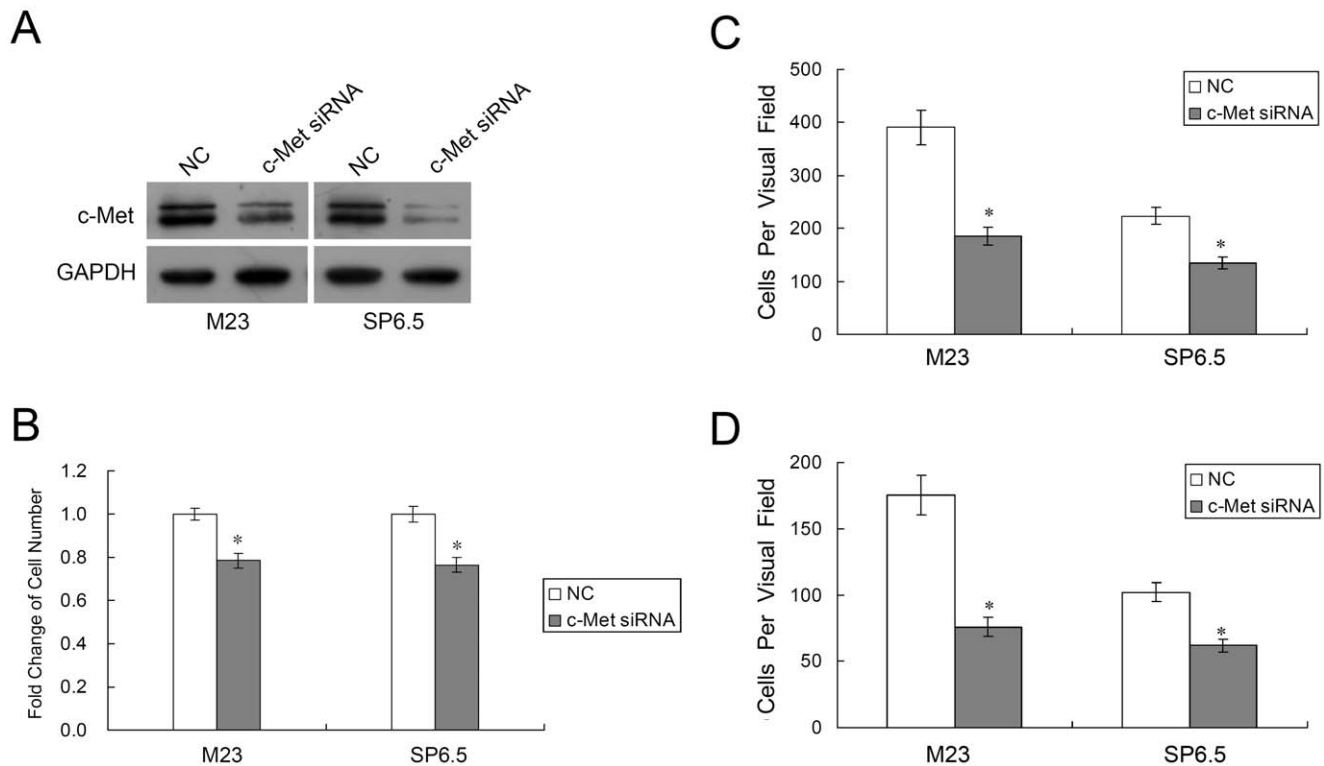 A
NC
c-Met siRNA
NC
c-Met siRNA
c-Met
GAPDH
M23
SP6.5
B
Fold Change of Cell Number
1.2
1.0
0.8
0.6
0.4
0.2
0.0
*
*
M23
SP6.5
NC
c-Met siRNA
C
Cells Per Visual Field
500
400
300
200
100
0
*
*
M23
SP6.5
NC
c-Met siRNA
D
Cells Per Visual Field
200
150
100
50
0
*
*
M23
SP6.5
NC
c-Met siRNA